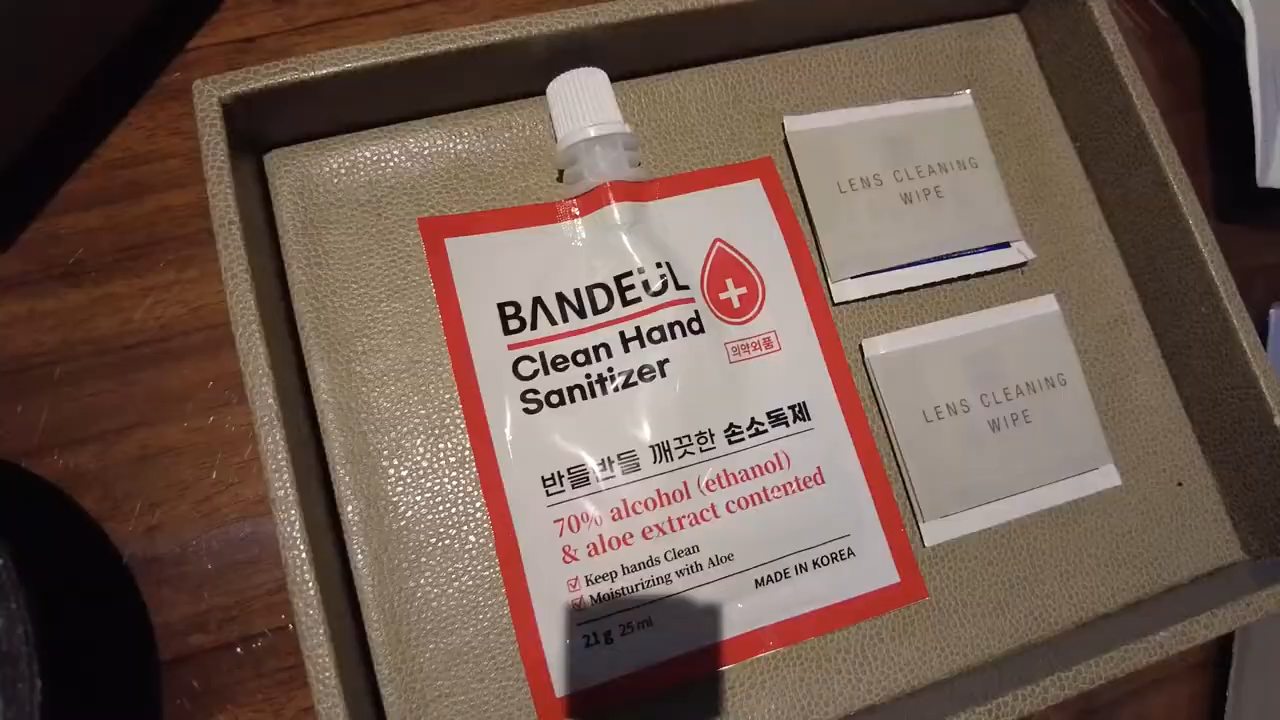 BANDEÜL
Clean Hand
Sanitizer
의약외품
반들반들 깨끗한 손소독제
70% alcohol (ethanol)
& aloe extract contented
Keep hands Clean
Moisturizing with Aloe
MADE IN KOREA
21g 25ml
LENS CLEANING
WIPE
LENS CLEANING
WIPE